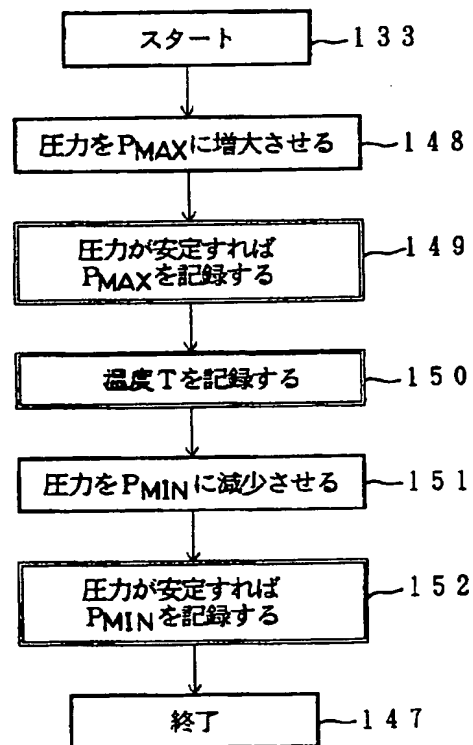 スタート 133
圧力をPMAXに増大させる 148
圧力が安定すれば
PMAXを記録する 149
温度Tを記録する 150
圧力をPMINに減少させる 151
圧力が安定すれば
PMINを記録する 152
終了 147